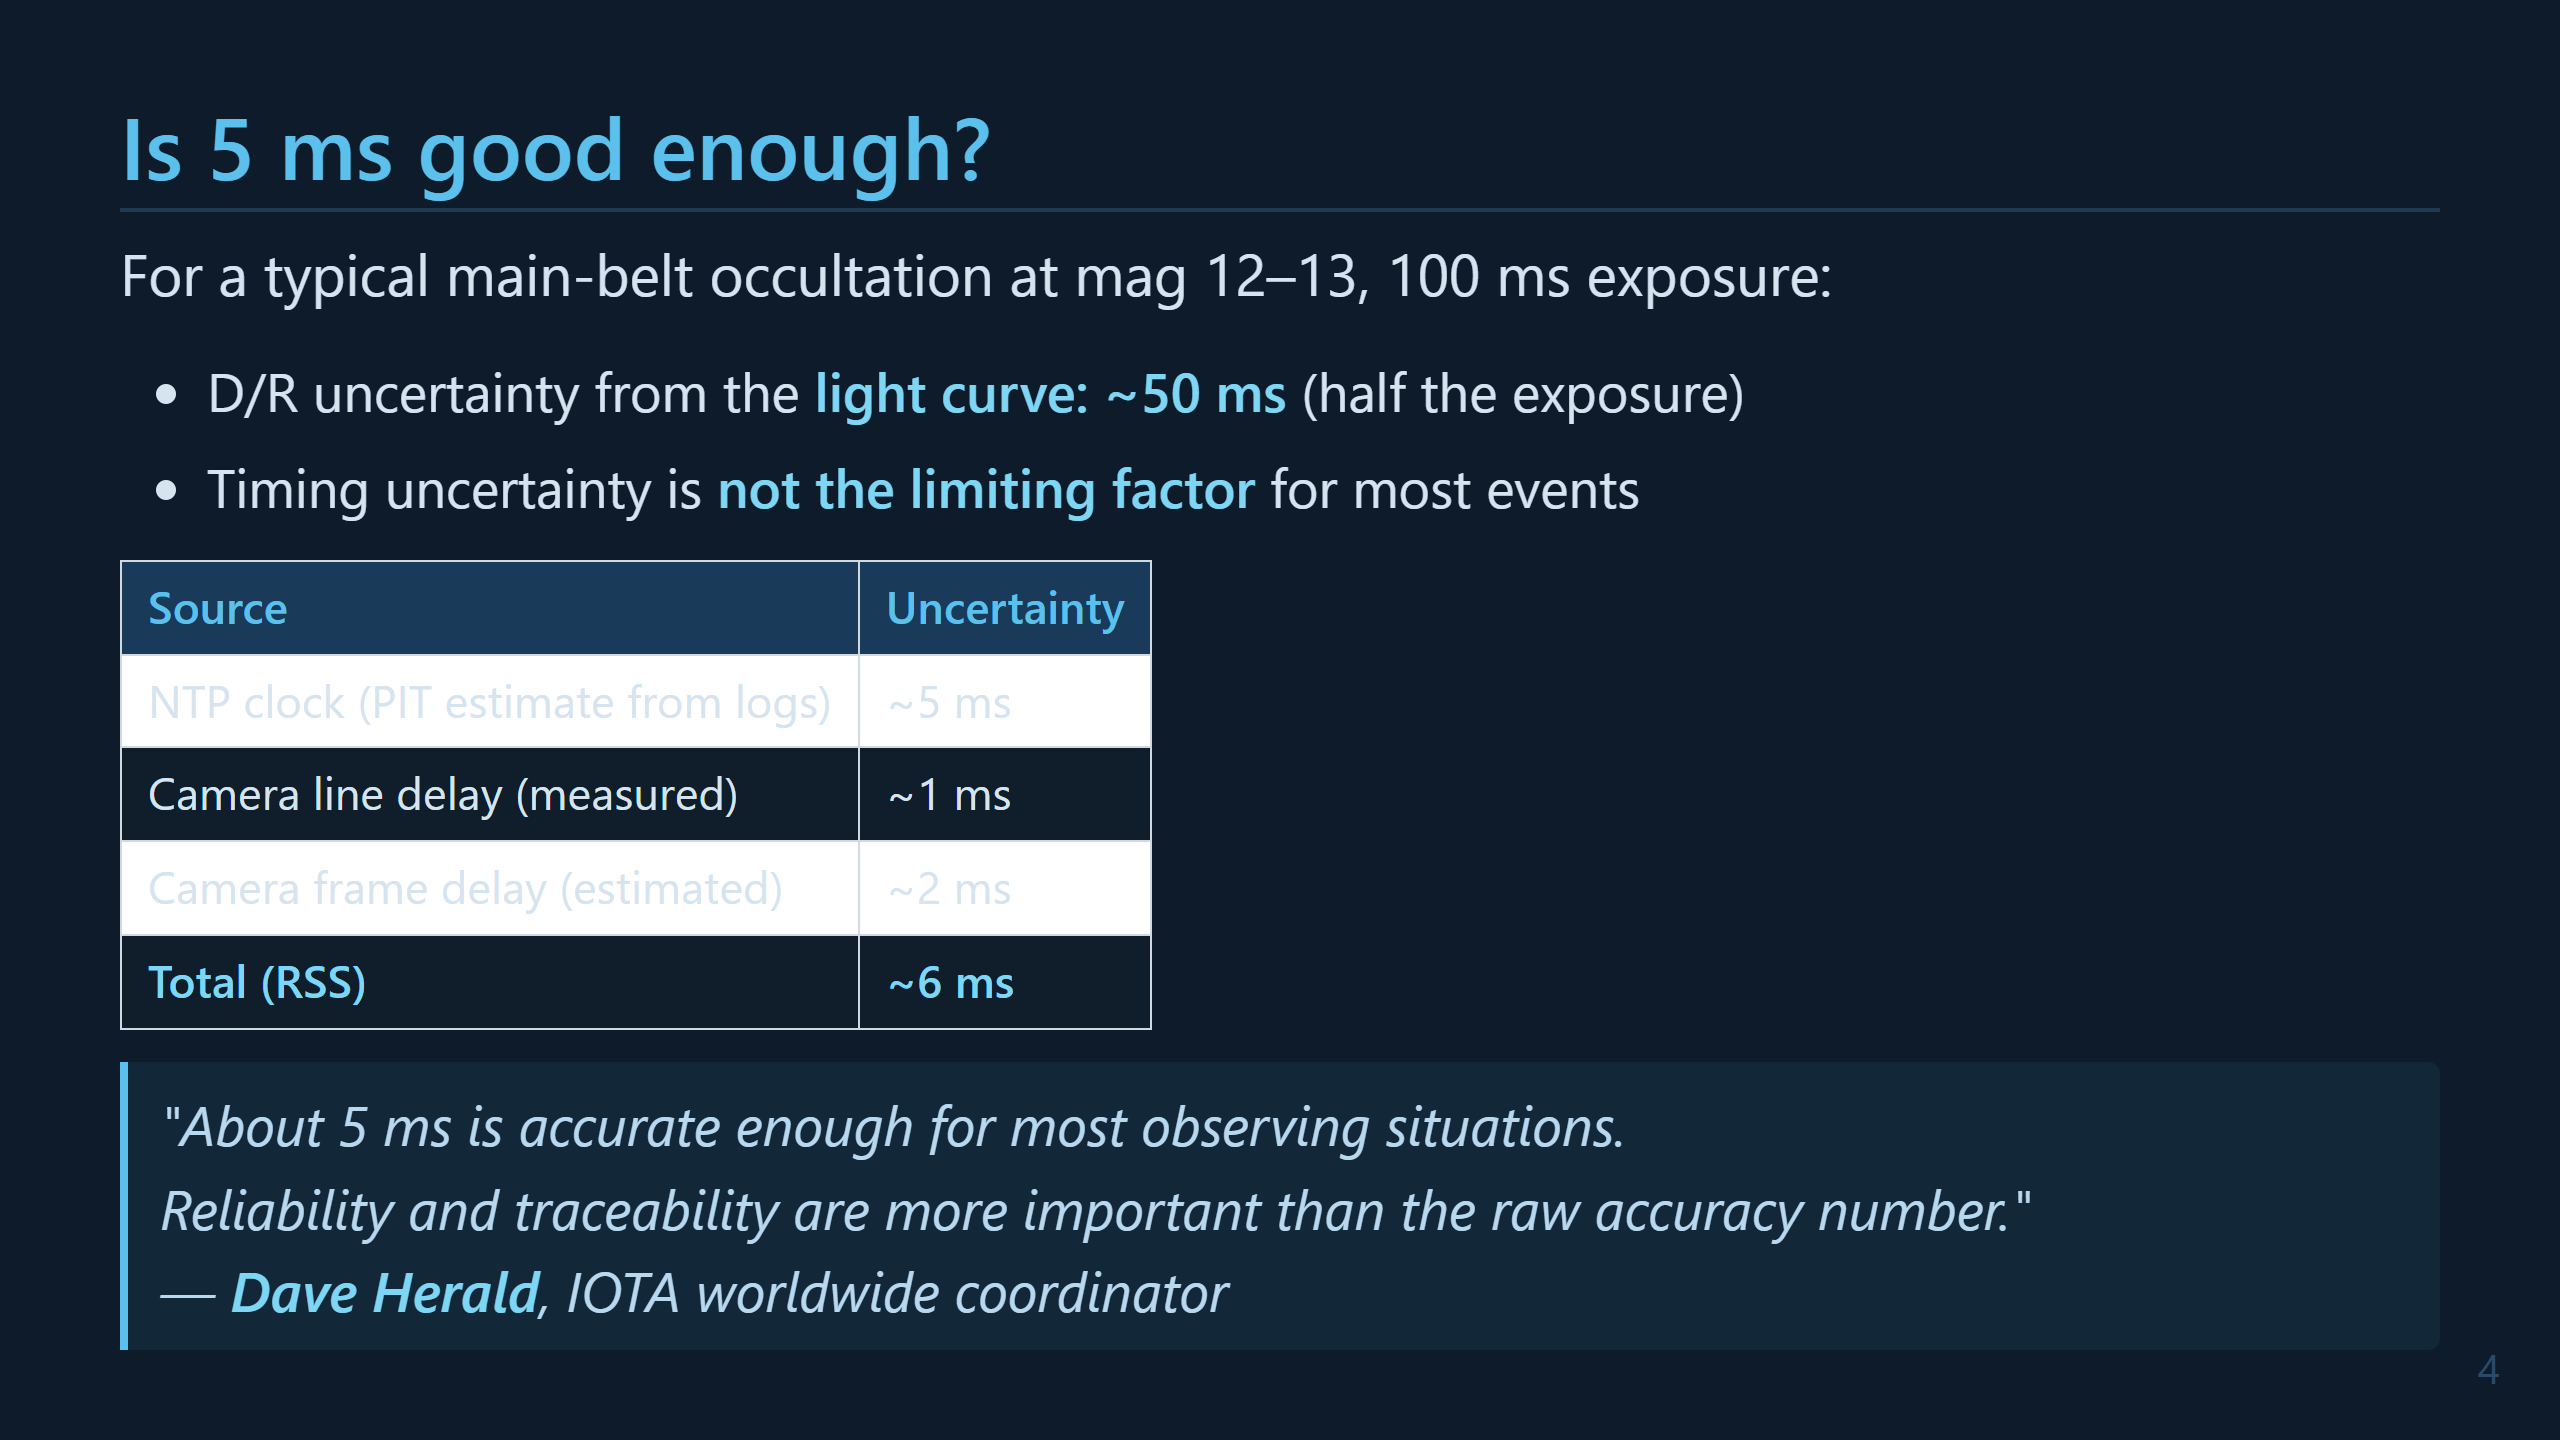 Is 5 ms good enough?
For a typical main-belt occultation at mag 12–13, 100 ms exposure:
• D/R uncertainty from the light curve: ~50 ms (half the exposure)
• Timing uncertainty is not the limiting factor for most events
Source Uncertainty
NTP clock (PIT estimate from logs) ~5 ms
Camera line delay (measured) ~1 ms
Camera frame delay (estimated) ~2 ms
Total (RSS) ~6 ms
"About 5 ms is accurate enough for most observing situations.
Reliability and traceability are more important than the raw accuracy number."
— Dave Herald, IOTA worldwide coordinator
4